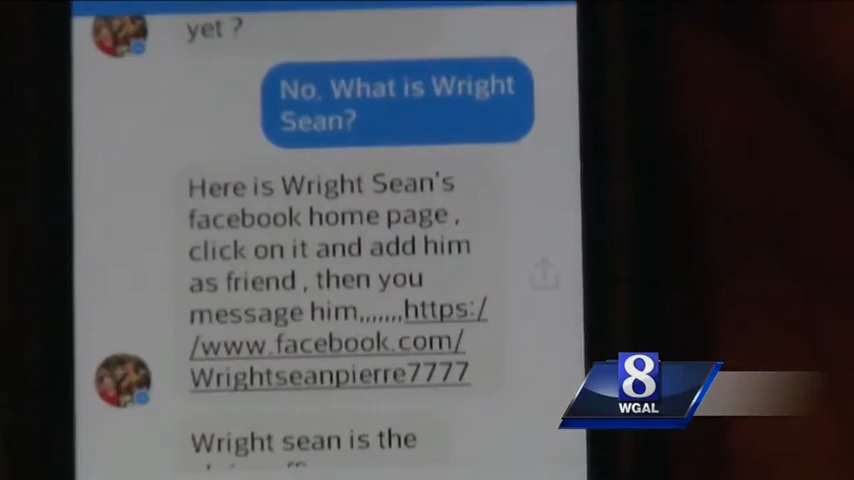 yet ?
No. What is Wright
Sean?
Here is Wright Sean's
facebook home page ,
click on it and add him
as friend , then you
message him,,,,,,,https:/
/www.facebook.com/
Wrightseanpierre7777
Wright sean is the
8
WGAL